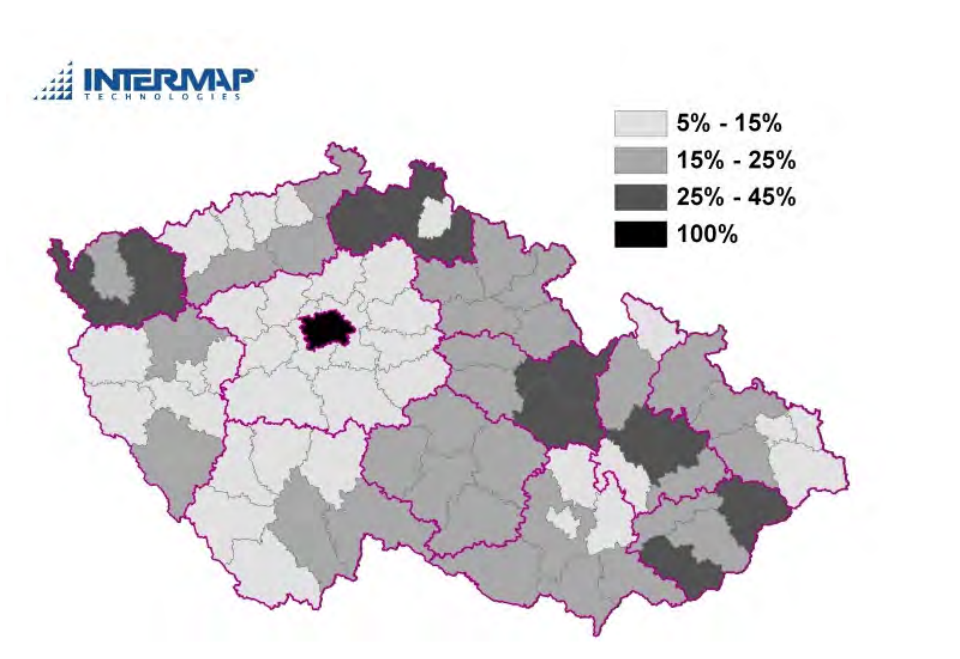 INTERMAP
TECHNOLOGIES
5% - 15%
15% - 25%
25% - 45%
100%